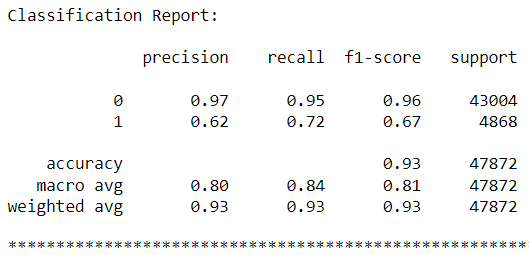 Classification Report:
precision recall f1-score support
0 0.97 0.95 0.96 43004
1 0.62 0.72 0.67 4868
accuracy 0.93 47872
macro avg 0.80 0.84 0.81 47872
weighted avg 0.93 0.93 0.93 47872
******************************************************